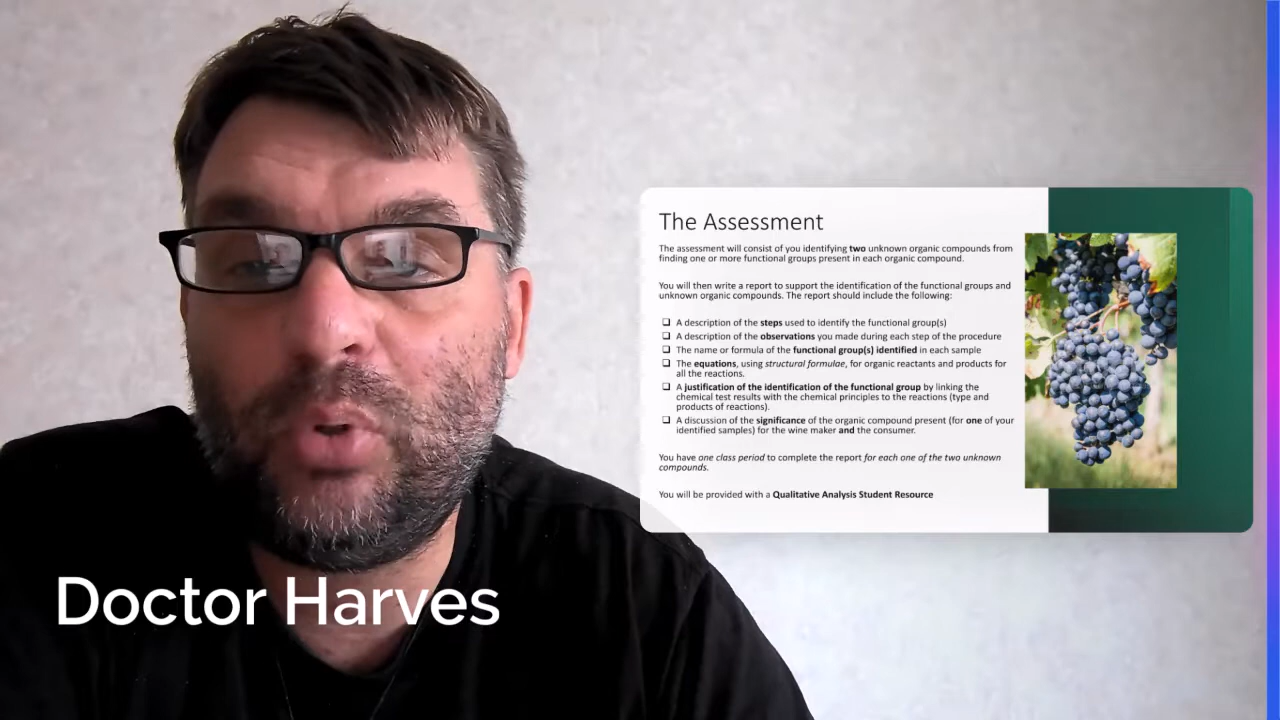 The Assessment
The assessment will consist of you identifying two unknown organic compounds from
finding one or more functional groups present in each organic compound.
You will then write a report to support the identification of the functional groups and
unknown organic compounds. The report should include the following:
❑ A description of the steps used to identify the functional group(s)
❑ A description of the observations you made during each step of the procedure
❑ The name or formula of the functional group(s) identified in each sample
❑ The equations, using structural formulae, for organic reactants and products for
all the reactions.
❑ A justification of the identification of the functional group by linking the
chemical test results with the chemical principles to the reactions (type and
products of reactions).
❑ A discussion of the significance of the organic compound present (for one of your
identified samples) for the wine maker and the consumer.
You have one class period to complete the report for each one of the two unknown
compounds.
You will be provided with a Qualitative Analysis Student Resource
Doctor Harves